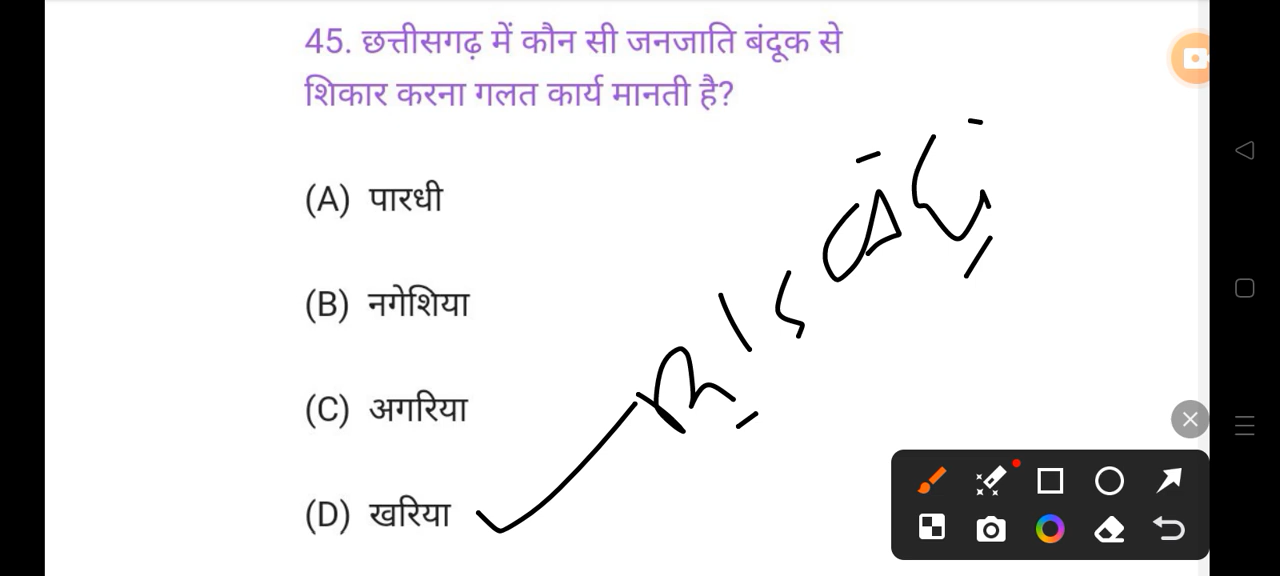 45. छत्तीसगढ़ में कौन सी जनजाति बंदूक से
शिकार करना गलत कार्य मानती है?
(A) पारधी
(B) नगेशिया
(C) अगरिया
(D) खरिया